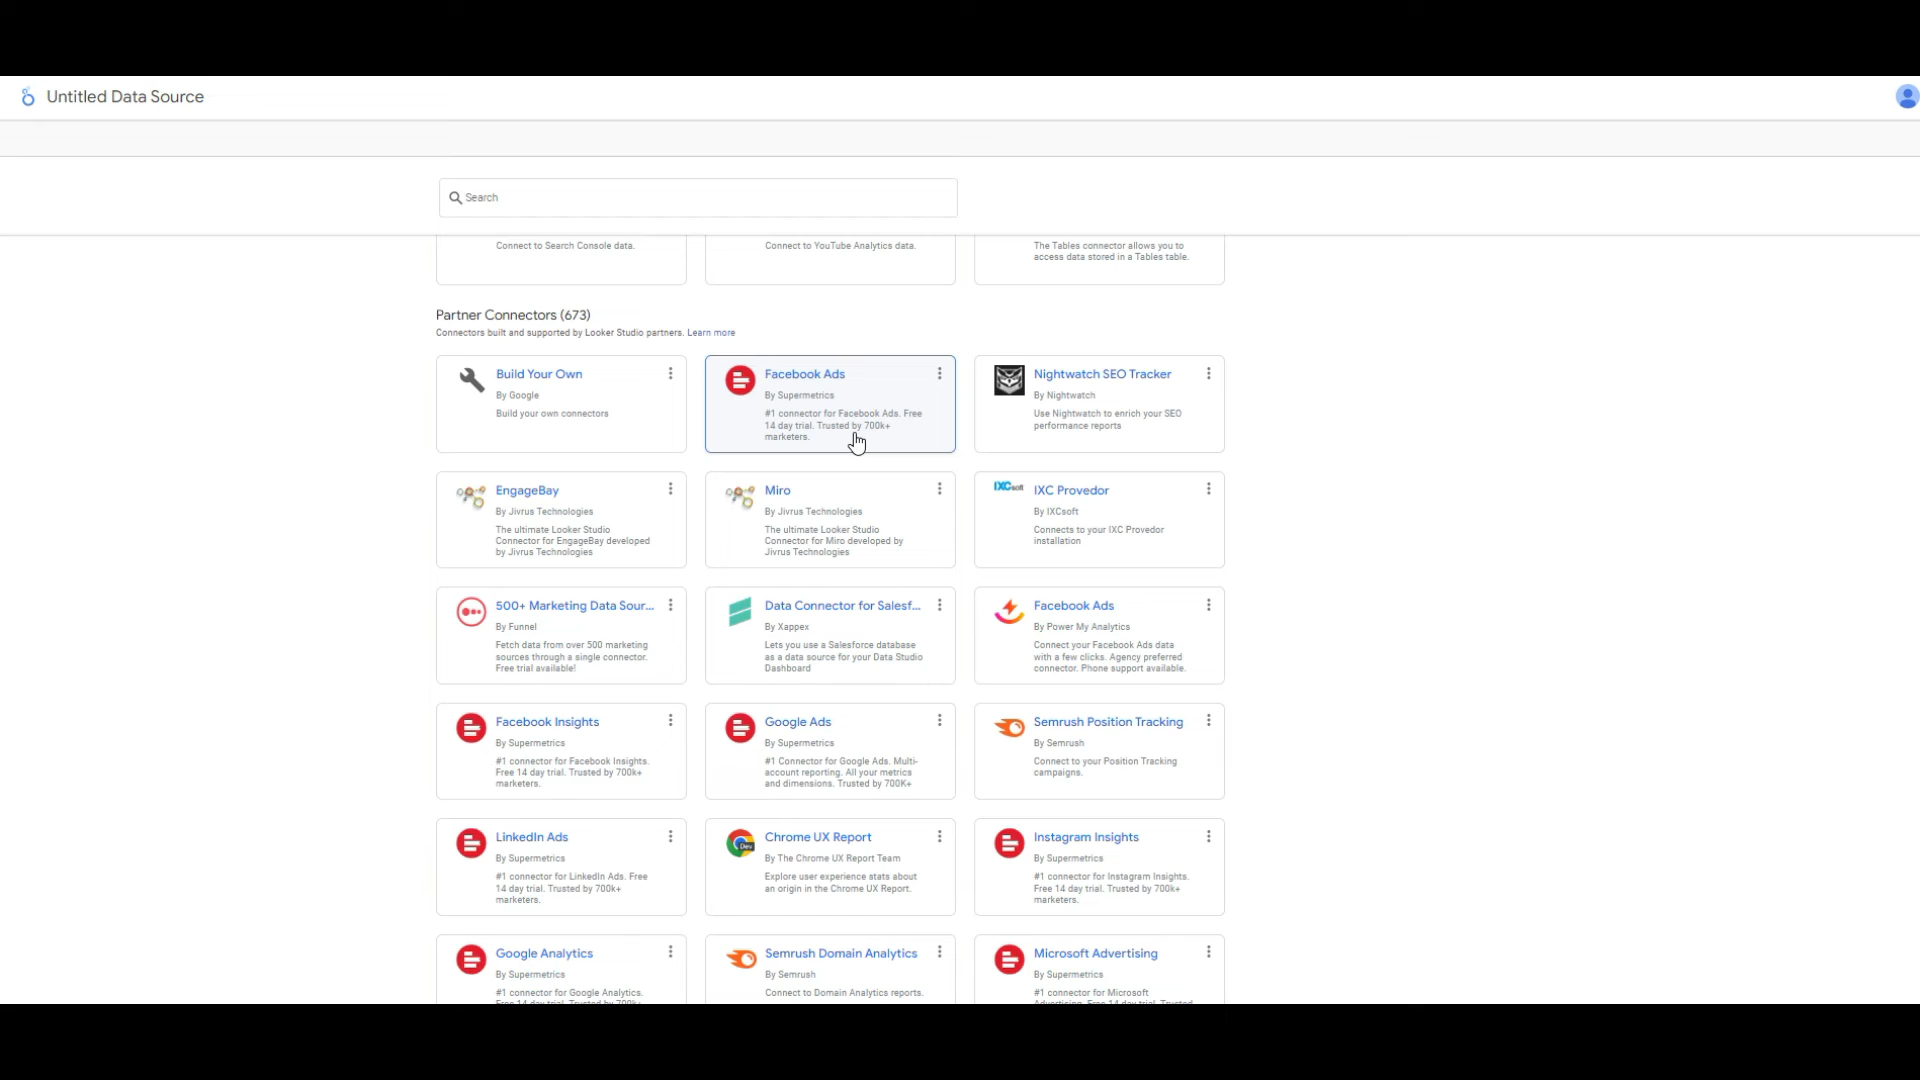 Untitled Data Source
Search
Connect to Search Console data.
Connect to YouTube Analytics data.
The Tables connector allows you to
access data stored in a Tables table.
Partner Connectors (673)
Connectors built and supported by Looker Studio partners. Learn more
Build Your Own
By Google
Build your own connectors
Facebook Ads
By Supermetrics
#1 connector for Facebook Ads. Free
14 day trial. Trusted by 700k+
marketers.
Nightwatch SEO Tracker
By Nightwatch
Use Nightwatch to enrich your SEO
performance reports
EngageBay
By Jivrus Technologies
The ultimate Looker Studio
Connector for EngageBay developed
by Jivrus Technologies
Miro
By Jivrus Technologies
The ultimate Looker Studio
Connector for Miro developed by
Jivrus Technologies
IXCsoft
IXC Provedor
By IXCsoft
Connects to your IXC Provedor
installation
500+ Marketing Data Sour...
By Funnel
Fetch data from over 500 marketing
sources through a single connector.
Free trial available!
Data Connector for Salesf...
By Xappex
Lets you use a Salesforce database
as a data source for your Data Studio
Dashboard
Facebook Ads
By Power My Analytics
Connect your Facebook Ads data
with a few clicks. Agency preferred
connector. Phone support available.
Facebook Insights
By Supermetrics
#1 connector for Facebook Insights.
Free 14 day trial. Trusted by 700k+
marketers.
Google Ads
By Supermetrics
#1 Connector for Google Ads. Multi-
account reporting. All your metrics
and dimensions. Trusted by 700K+
Semrush Position Tracking
By Semrush
Connect to your Position Tracking
campaigns.
LinkedIn Ads
By Supermetrics
#1 connector for LinkedIn Ads. Free
14 day trial. Trusted by 700k+
marketers.
Dev
Chrome UX Report
By The Chrome UX Report Team
Explore user experience stats about
an origin in the Chrome UX Report.
Instagram Insights
By Supermetrics
#1 connector for Instagram Insights.
Free 14 day trial. Trusted by 700k+
marketers.
Google Analytics
By Supermetrics
#1 connector for Google Analytics.
Free 14 day trial. Trusted by 700k+
Semrush Domain Analytics
By Semrush
Connect to Domain Analytics reports.
Microsoft Advertising
By Supermetrics
#1 connector for Microsoft
Advertising. Free 14 day trial. Trusted